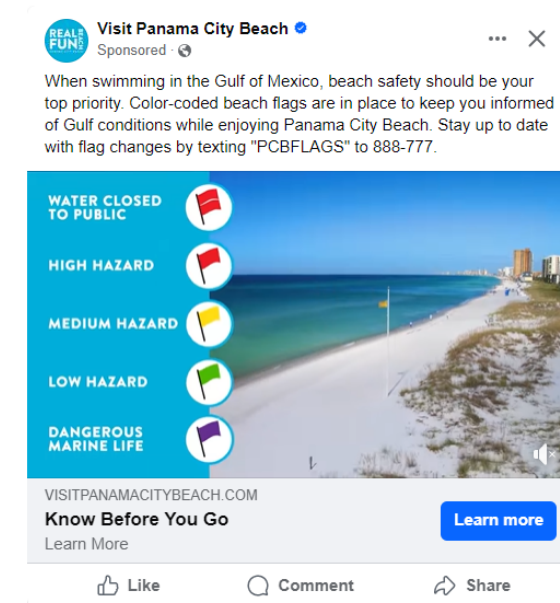 REAL
FUN
BEACH
Visit Panama City Beach
Sponsored ·
When swimming in the Gulf of Mexico, beach safety should be your
top priority. Color-coded beach flags are in place to keep you informed
of Gulf conditions while enjoying Panama City Beach. Stay up to date
with flag changes by texting "PCBFLAGS" to 888-777.
WATER CLOSED
TO PUBLIC
HIGH HAZARD
MEDIUM HAZARD
LOW HAZARD
DANGEROUS
MARINE LIFE
VISITPANAMACITYBEACH.COM
Know Before You Go
Learn more
Learn More
Like
Comment
Share